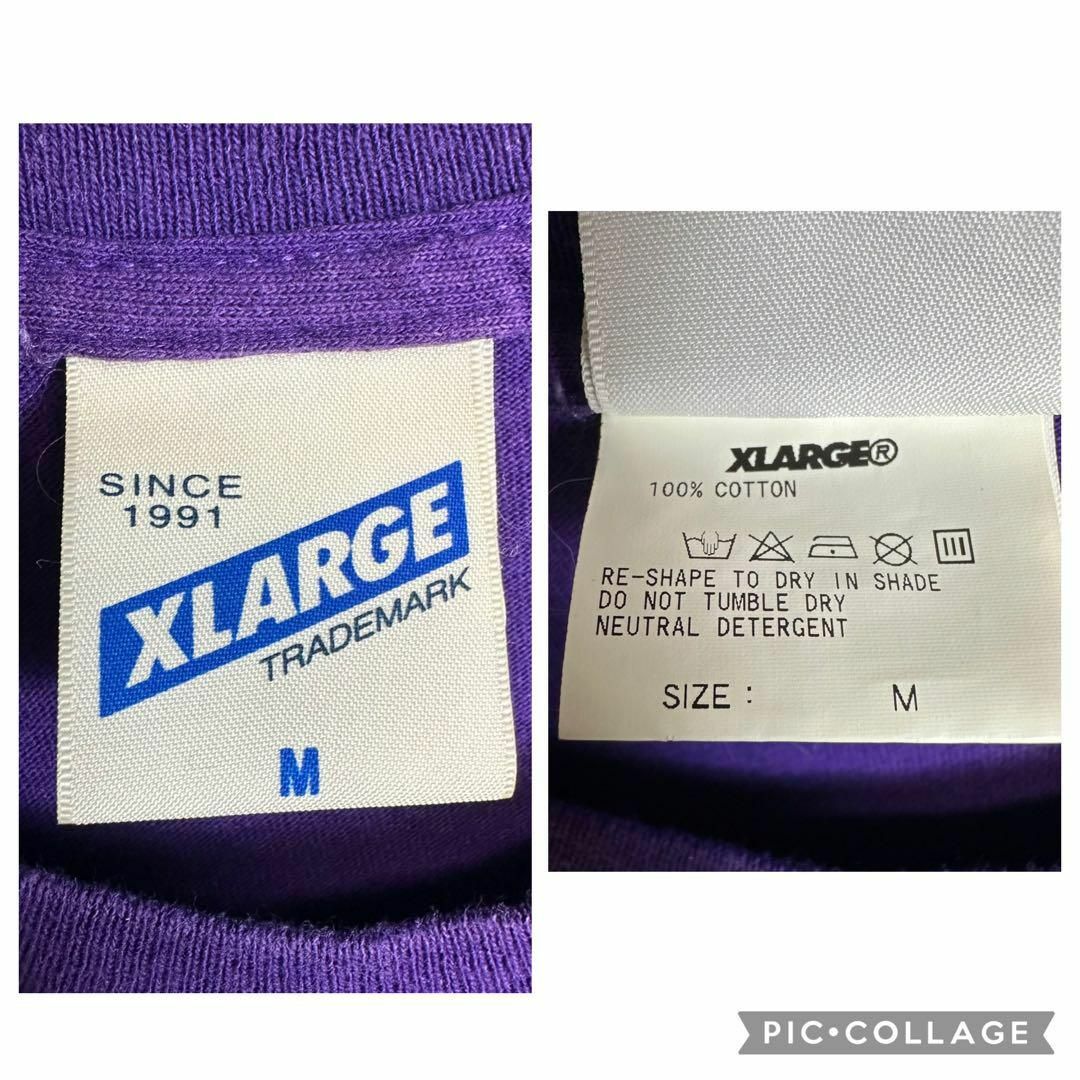 SINCE
1991
XLARGE
TRADEMARK
M
XLARGE®
100% COTTON
RE-SHAPE TO DRY IN SHADE
DO NOT TUMBLE DRY
NEUTRAL DETERGENT
SIZE : M
PIC•COLLAGE